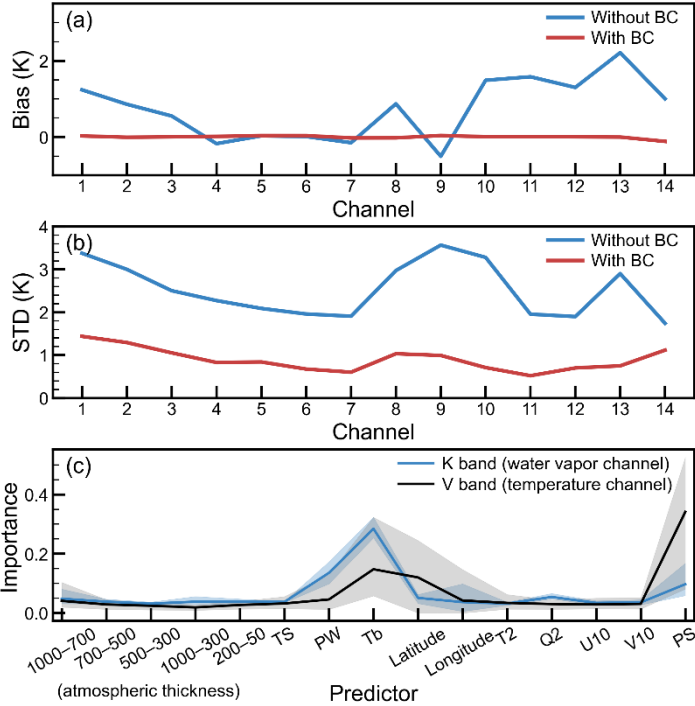 (a)
Without BC
With BC
Bias (K)
2
0
1 2 3 4 5 6 7 8 9 10 11 12 13 14
Channel
(b)
Without BC
With BC
STD (K)
4
3
2
1
0
1 2 3 4 5 6 7 8 9 10 11 12 13 14
Channel
(c)
K band (water vapor channel)
V band (temperature channel)
Importance
0.4
0.2
0.0
1000–700 700–500 500–300 1000–300 200–50 TS PW Tb Latitude Longitude T2 Q2 U10 V10 PS
(atmospheric thickness)
Predictor